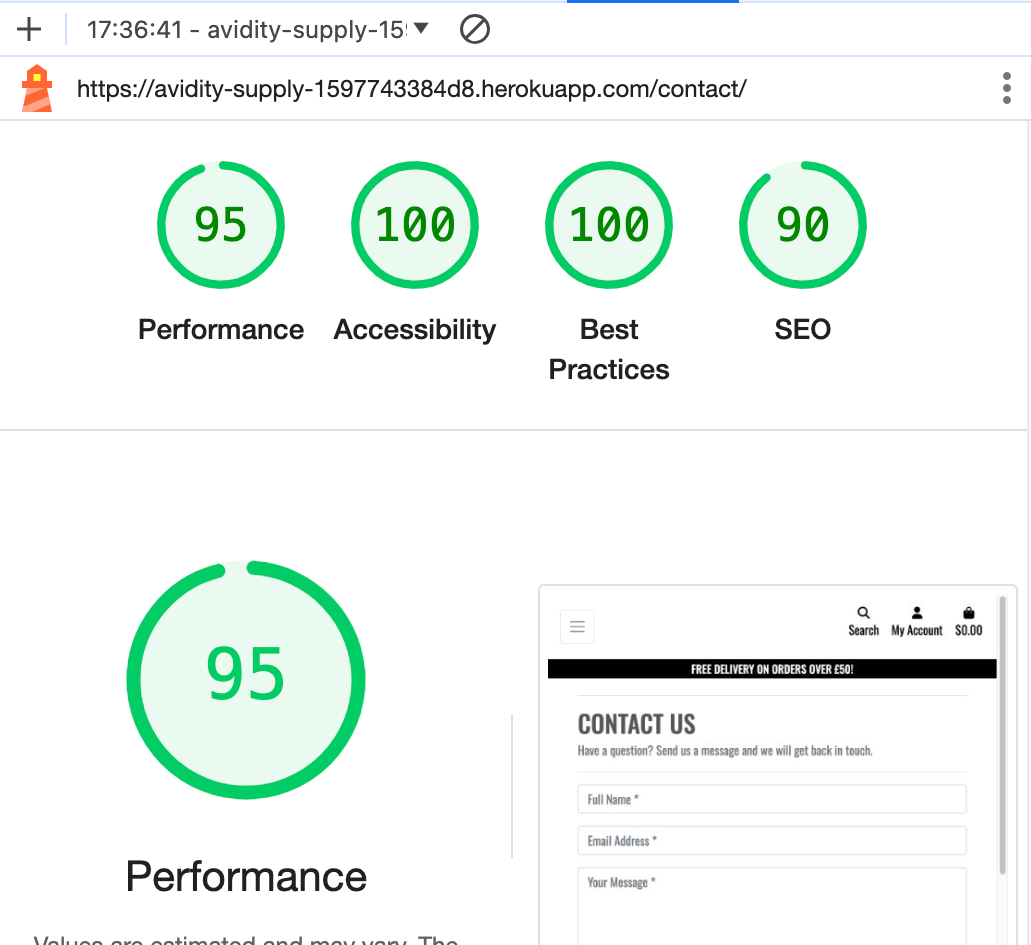 17:36:41 - avidity-supply-15
https://avidity-supply-1597743384d8.herokuapp.com/contact/
95 100 100 90
Performance Accessibility Best Practices SEO
95
Performance
Values are estimated and may vary. The
Search My Account $0.00
FREE DELIVERY ON ORDERS OVER £50!
CONTACT US
Have a question? Send us a message and we will get back in touch.
Full Name *
Email Address *
Your Message *